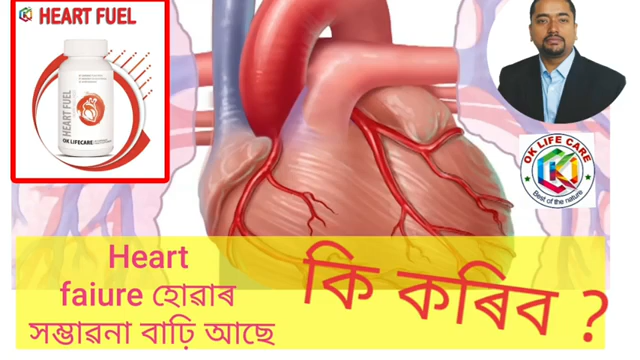 HEART FUEL
HEART FUEL
OK LIFECARE
OK LIFE CARE
Best of the nature
Heart
faiure হোৱাৰ
সম্ভাৱনা বাঢ়ি আছে
কি কৰিব ?